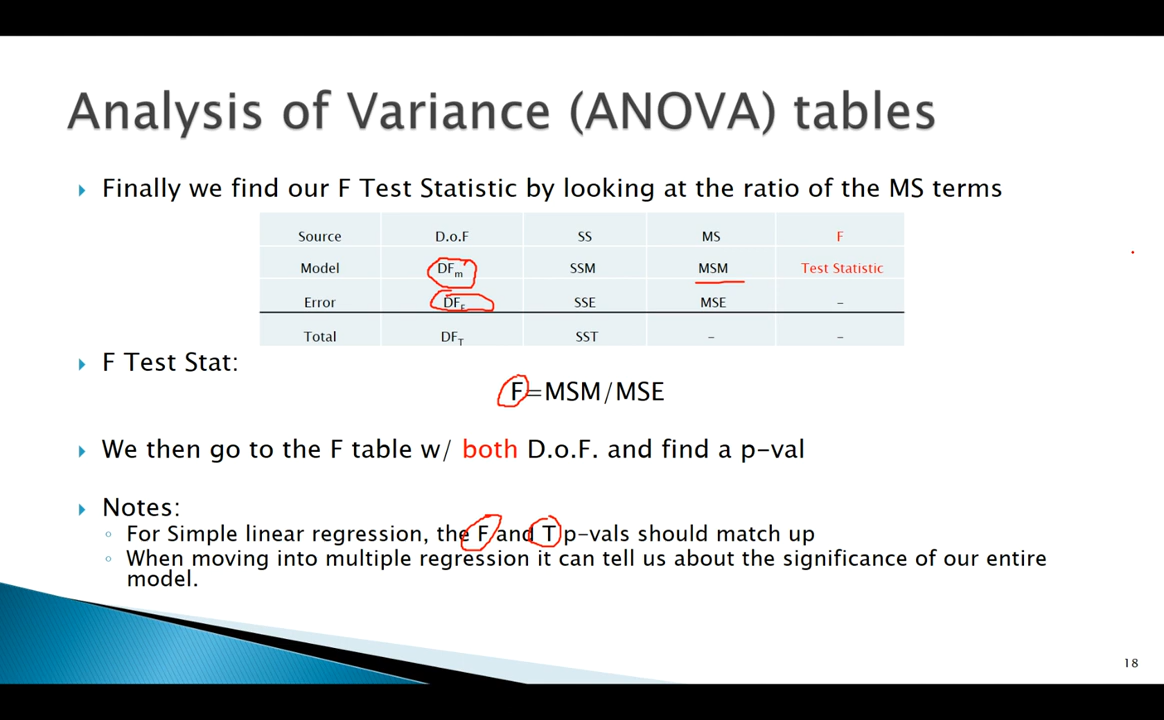 Analysis of Variance (ANOVA) tables
Finally we find our F Test Statistic by looking at the ratio of the MS terms
Source D.o.F SS MS F
Model DFm SSM MSM Test Statistic
Error DFE SSE MSE –
Total DFT SST – –
F Test Stat:
F=MSM/MSE
We then go to the F table w/ both D.o.F. and find a p-val
Notes:
For Simple linear regression, the F and T p-vals should match up
When moving into multiple regression it can tell us about the significance of our entire
model.
18